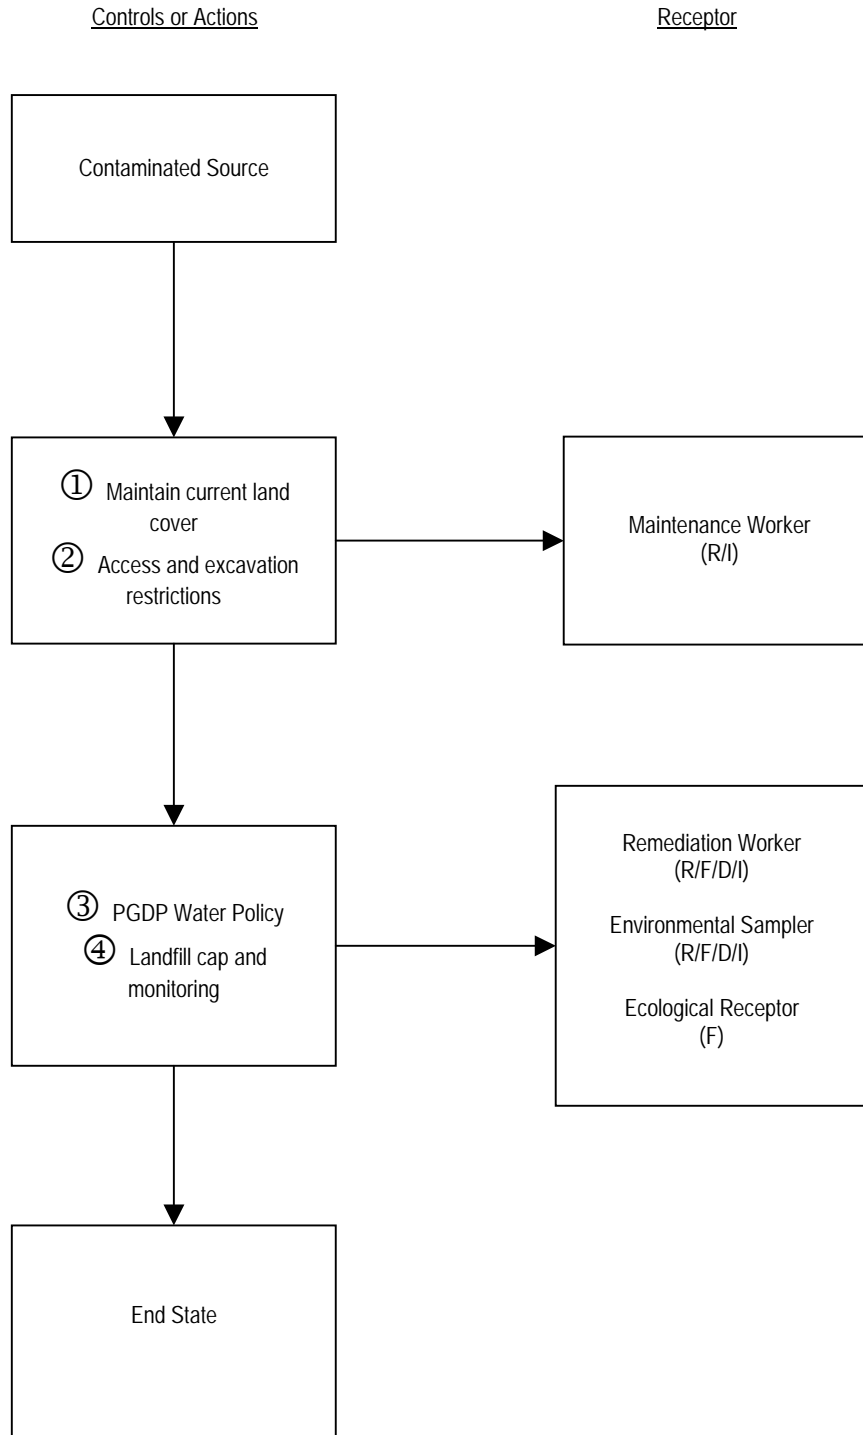 Controls or Actions
Receptor
Contaminated Source
① Maintain current land
cover
② Access and excavation
restrictions
Maintenance Worker
(R/I)
③ PGDP Water Policy
④ Landfill cap and
monitoring
Remediation Worker
(R/F/D/I)
Environmental Sampler
(R/F/D/I)
Ecological Receptor
(F)
End State